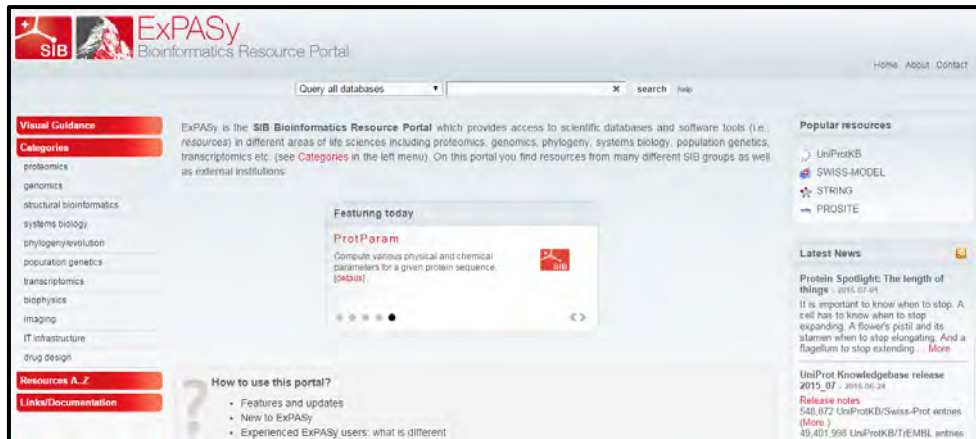 SIB
ExPASy
Bioinformatics Resource Portal
Home About Contact
Query all databases
x
search help
Visual Guidance
Categories
proteomics
genomics
structural bioinformatics
systems biology
phylogeny/evolution
population genetics
transcriptomics
biophysics
imaging
IT infrastructure
drug design
Resources A..Z
Links/Documentation
ExPASy is the SIB Bioinformatics Resource Portal which provides access to scientific databases and software tools (i.e.,
resources) in different areas of life sciences including proteomics, genomics, phylogeny, systems biology, population genetics,
transcriptomics etc. (see Categories in the left menu). On this portal you find resources from many different SIB groups as well
as external institutions.
Featuring today
ProtParam
Compute various physical and chemical
parameters for a given protein sequence.
[details]
SIB
How to use this portal?
• Features and updates
• New to ExPASy
• Experienced ExPASy users: what is different
Popular resources
UniProtKB
SWISS-MODEL
STRING
PROSITE
Latest News
Protein Spotlight: The length of
things - 2015-07-01
It is important to know when to stop. A
cell has to know when to stop
expanding. A flower's pistil and its
stamen when to stop elongating. And a
flagellum to stop extending... More
UniProt Knowledgebase release
2015_07 - 2015-06-24
Release notes
548,872 UniProtKB/Swiss-Prot entries
(More.)
49,401,998 UniProtKB/TrEMBL entries